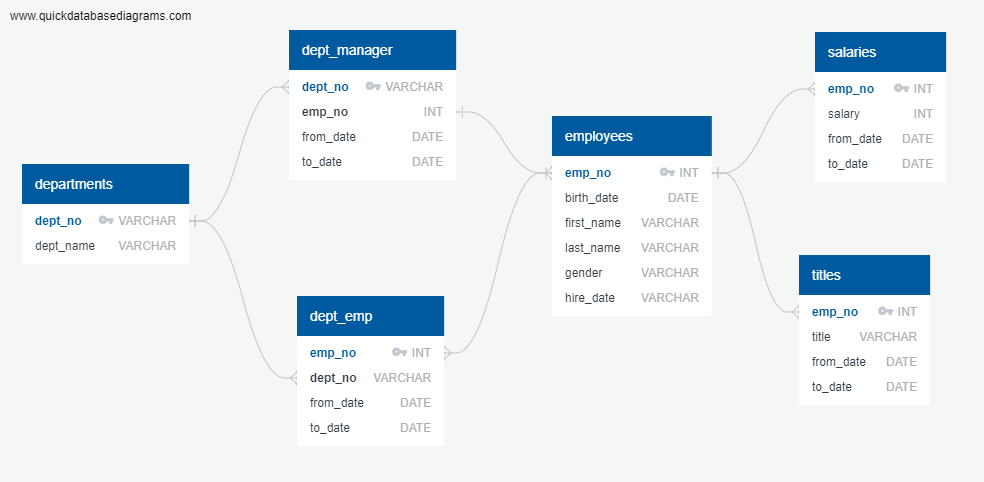 www.quickdatabasediagrams.com
dept_manager
dept_no VARCHAR
emp_no INT
from_date DATE
to_date DATE
departments
dept_no VARCHAR
dept_name VARCHAR
dept_emp
emp_no INT
dept_no VARCHAR
from_date DATE
to_date DATE
employees
emp_no INT
birth_date DATE
first_name VARCHAR
last_name VARCHAR
gender VARCHAR
hire_date VARCHAR
salaries
emp_no INT
salary INT
from_date DATE
to_date DATE
titles
emp_no INT
title VARCHAR
from_date DATE
to_date DATE